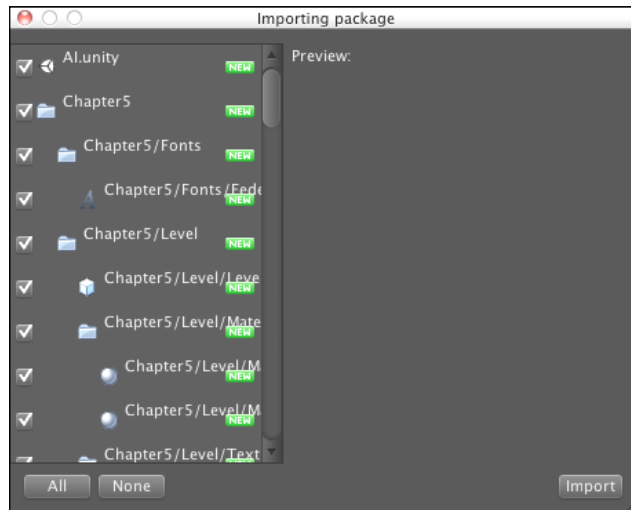 Importing package
AI.unity
NEW
Preview:
Chapter5
NEW
Chapter5/Fonts
NEW
Chapter5/Fonts/Fede
NEW
Chapter5/Level
NEW
Chapter5/Level/Leve
NEW
Chapter5/Level/Mate
NEW
Chapter5/Level/M
NEW
Chapter5/Level/M
NEW
Chapter5/Level/Text
All
None
Import